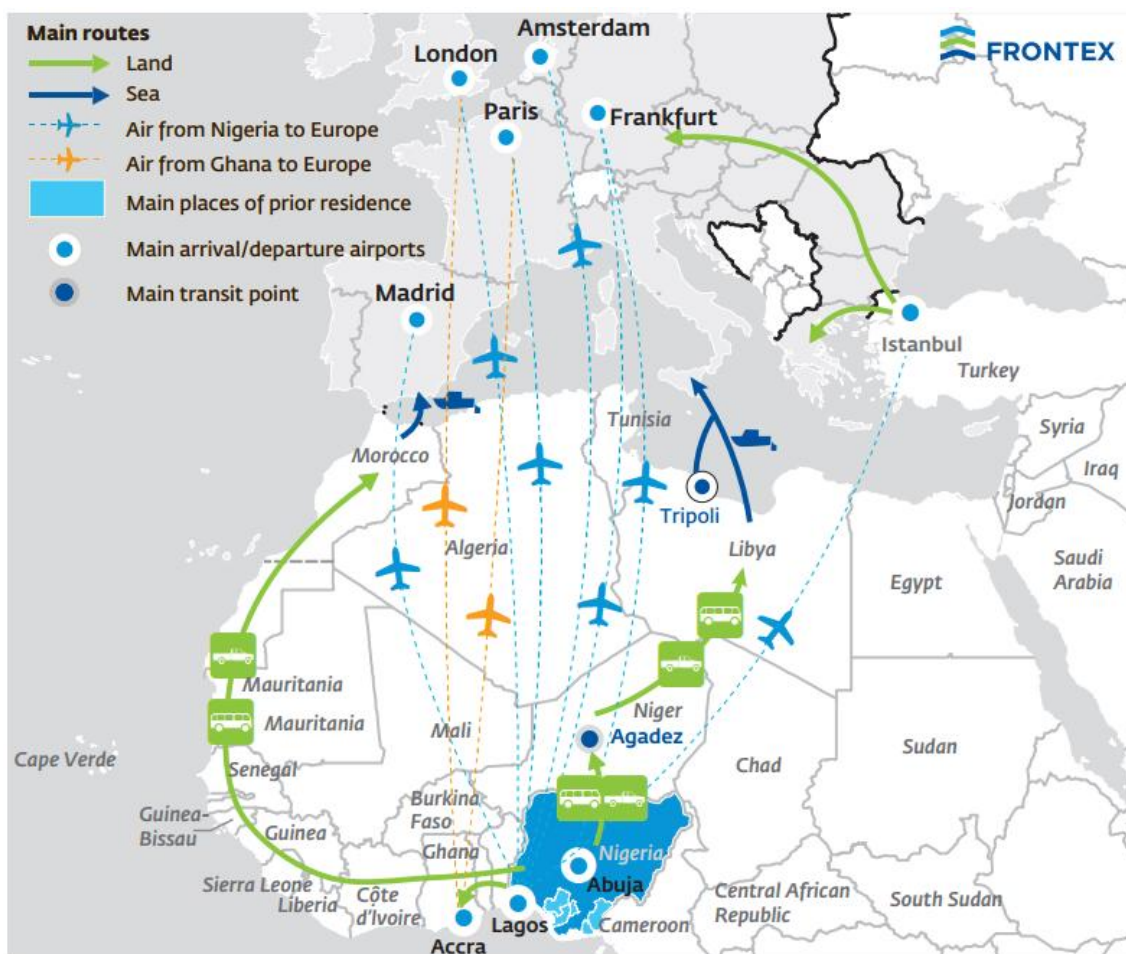 Main routes
Land
Sea
Air from Nigeria to Europe
Air from Ghana to Europe
Main places of prior residence
Main arrival/departure airports
Main transit point
FRONTEX
Amsterdam
London
Paris
Frankfurt
Madrid
Istanbul
Turkey
Tunisia
Syria
Iraq
Jordan
Morocco
Tripoli
Algeria
Libya
Egypt
Saudi
Arabia
Mauritania
Mauritania
Mali
Niger
Agadez
Cape Verde
Senegal
Chad
Sudan
Guinea-
Bissau
Guinea
Burkina
Faso
Ghana
Nigeria
Abuja
Sierra Leone
Liberia
Côte
d'Ivoire
Lagos
Accra
Cameroon
Central African
Republic
South Sudan